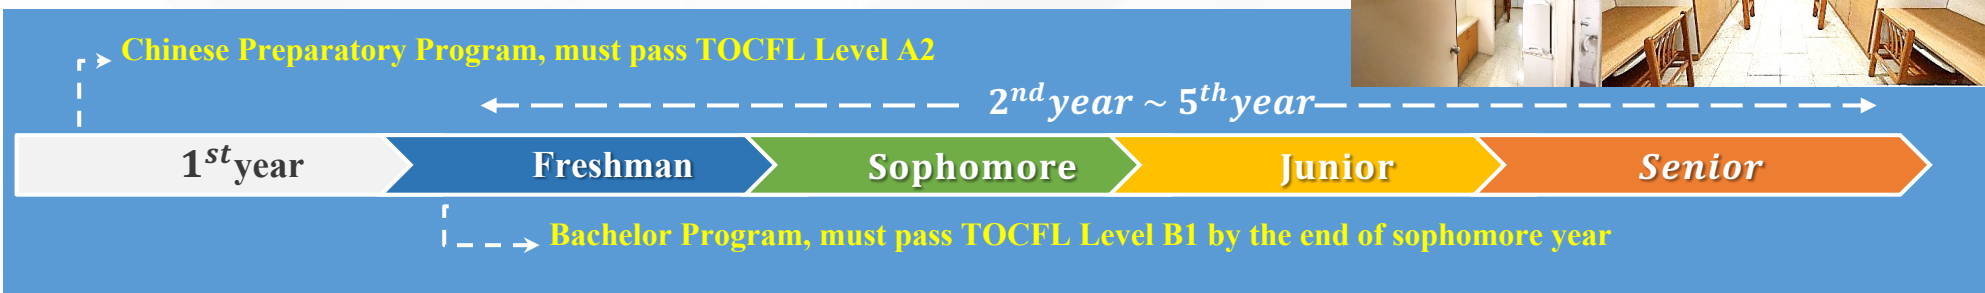 Chinese Preparatory Program, must pass TOCFL Level A2
2nd year ~ 5th year
1st year
Freshman
Sophomore
Junior
Senior
Bachelor Program, must pass TOCFL Level B1 by the end of sophomore year